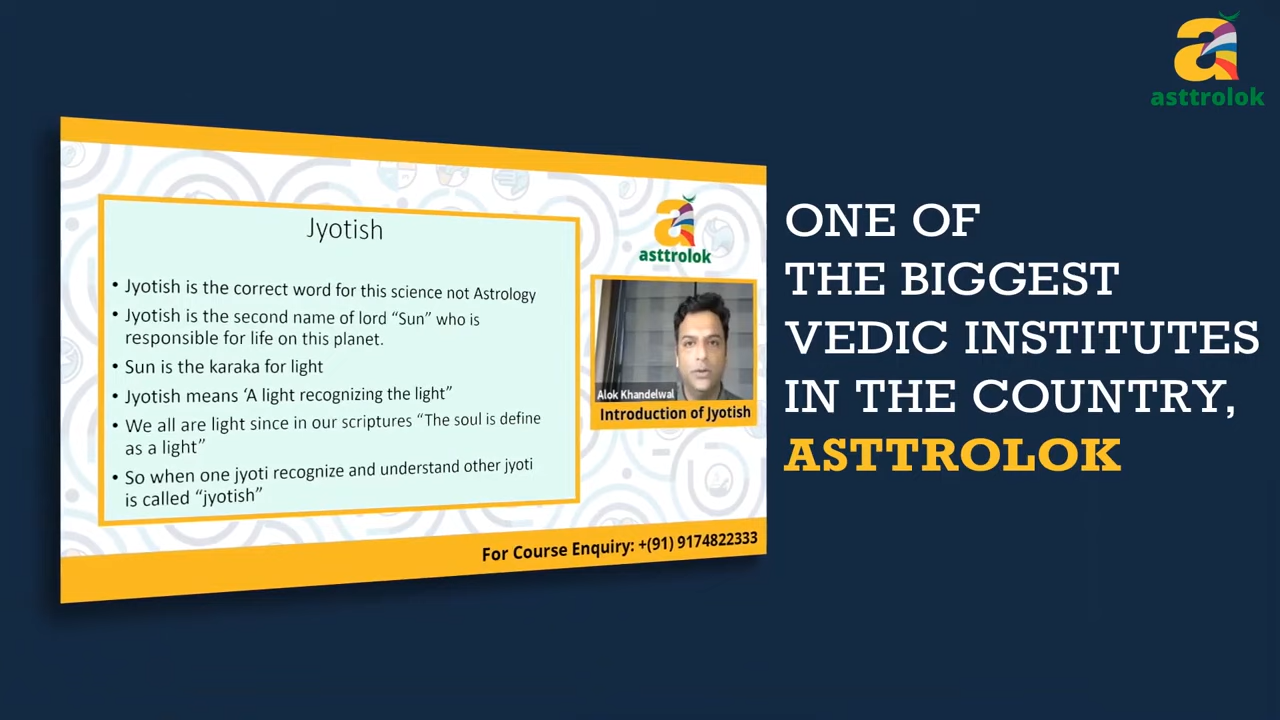 asttrolok
Jyotish
• Jyotish is the correct word for this science not Astrology
• Jyotish is the second name of lord “Sun” who is
responsible for life on this planet.
• Sun is the karaka for light
• Jyotish means ‘A light recognizing the light”
• We all are light since in our scriptures “The soul is define
as a light”
• So when one jyoti recognize and understand other jyoti
is called “jyotish”
asttrolok
Alok Khandelwal
Introduction of Jyotish
For Course Enquiry: +(91) 9174822333
ONE OF
THE BIGGEST
VEDIC INSTITUTES
IN THE COUNTRY,
ASTTROLOK